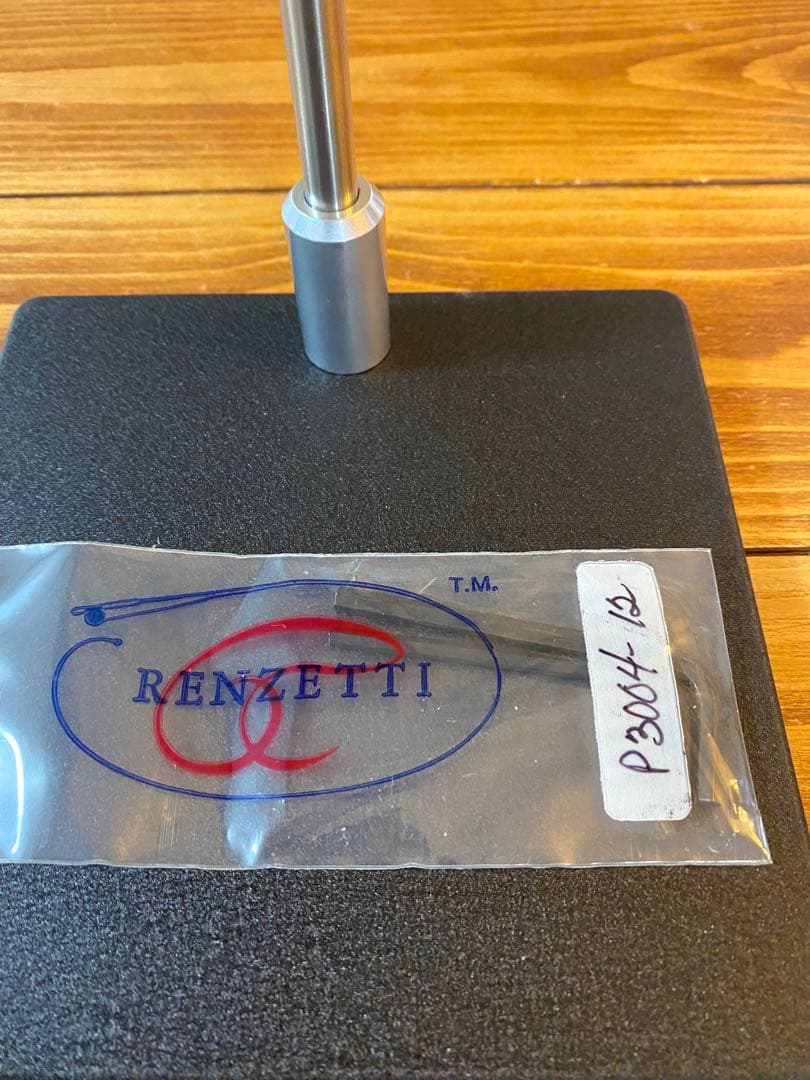 T.M.
RENZETTI
P3004-12